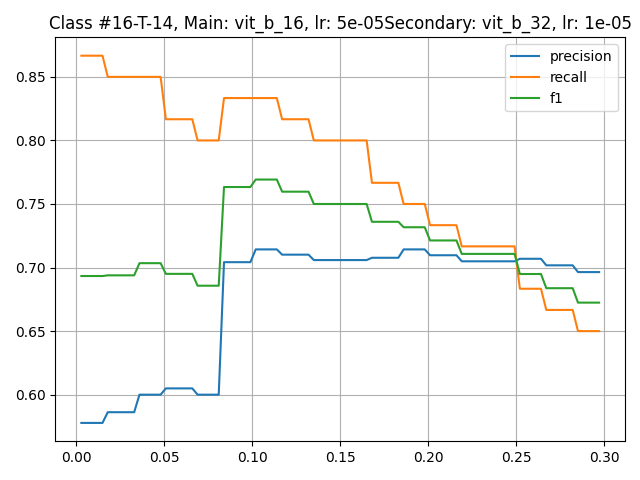 Class #16-T-14, Main: vit_b_16, lr: 5e-05Secondary: vit_b_32, lr: 1e-05
precision
recall
f1
0.85
0.80
0.75
0.70
0.65
0.60
0.00 0.05 0.10 0.15 0.20 0.25 0.30